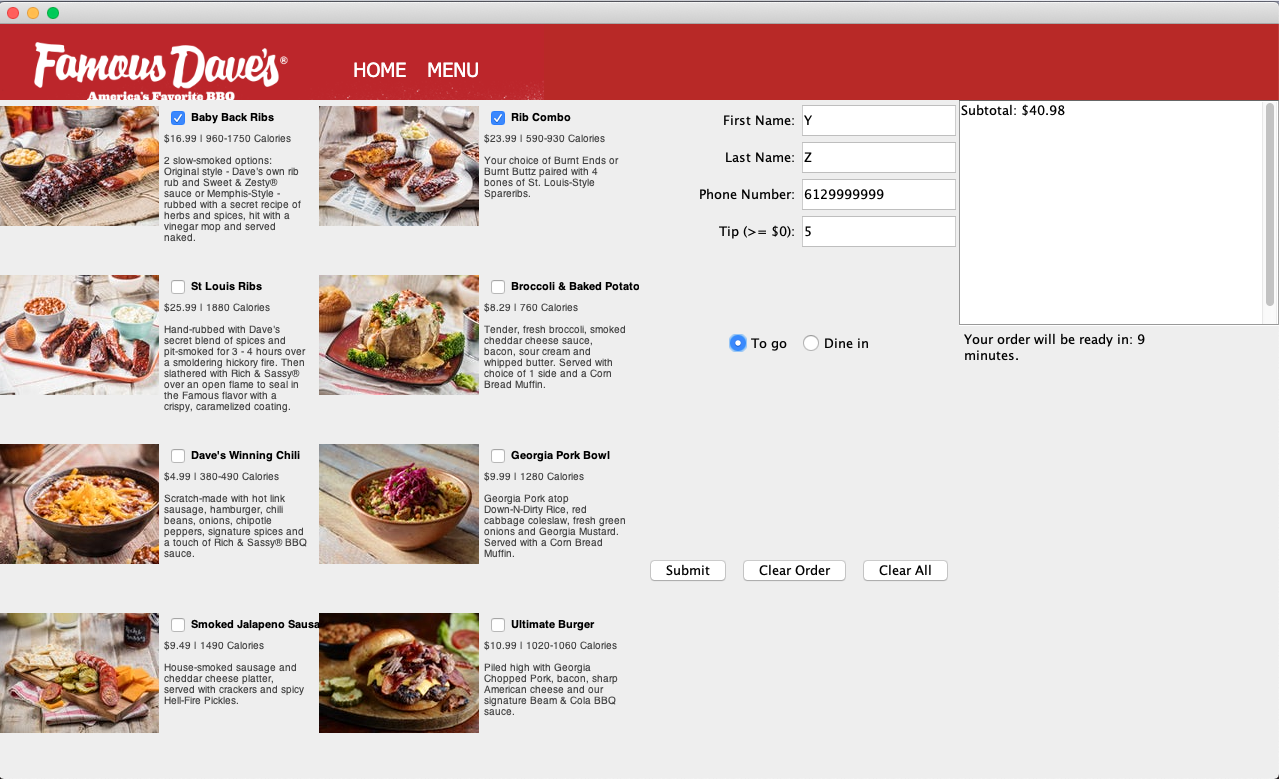 Famous Dave's®
America's Favorite BBQ
HOME MENU
Baby Back Ribs
$16.99 | 960-1750 Calories
2 slow-smoked options:
Original style - Dave's own rib
rub and Sweet & Zesty®
sauce or Memphis-Style -
rubbed with a secret recipe of
herbs and spices, hit with a
vinegar mop and served
naked.
Rib Combo
$23.99 | 590-930 Calories
Your choice of Burnt Ends or
Burnt Buttz paired with 4
bones of St. Louis-Style
Spareribs.
St Louis Ribs
$25.99 | 1880 Calories
Hand-rubbed with Dave's
secret blend of spices and
pit-smoked for 3 - 4 hours over
a smoldering hickory fire. Then
slathered with Rich & Sassy®
over an open flame to seal in
the Famous flavor with a
crispy, caramelized coating.
Broccoli & Baked Potato
$8.29 | 760 Calories
Tender, fresh broccoli, smoked
cheddar cheese sauce,
bacon, sour cream and
whipped butter. Served with
choice of 1 side and a Corn
Bread Muffin.
Dave's Winning Chili
$4.99 | 380-490 Calories
Scratch-made with hot link
sausage, hamburger, chili
beans, onions, chipotle
peppers, signature spices and
a touch of Rich & Sassy® BBQ
sauce.
Georgia Pork Bowl
$9.99 | 1280 Calories
Georgia Pork atop
Down-N-Dirty Rice, red
cabbage coleslaw, fresh green
onions and Georgia Mustard.
Served with a Corn Bread
Muffin.
Smoked Jalapeno Sausa
$9.49 | 1490 Calories
House-smoked sausage and
cheddar cheese platter,
served with crackers and spicy
Hell-Fire Pickles.
Ultimate Burger
$10.99 | 1020-1060 Calories
Piled high with Georgia
Chopped Pork, bacon, sharp
American cheese and our
signature Beam & Cola BBQ
sauce.
First Name: Y
Last Name: Z
Phone Number: 6129999999
Tip (>= $0): 5
To go Dine in
Submit Clear Order Clear All
Subtotal: $40.98
Your order will be ready in: 9
minutes.